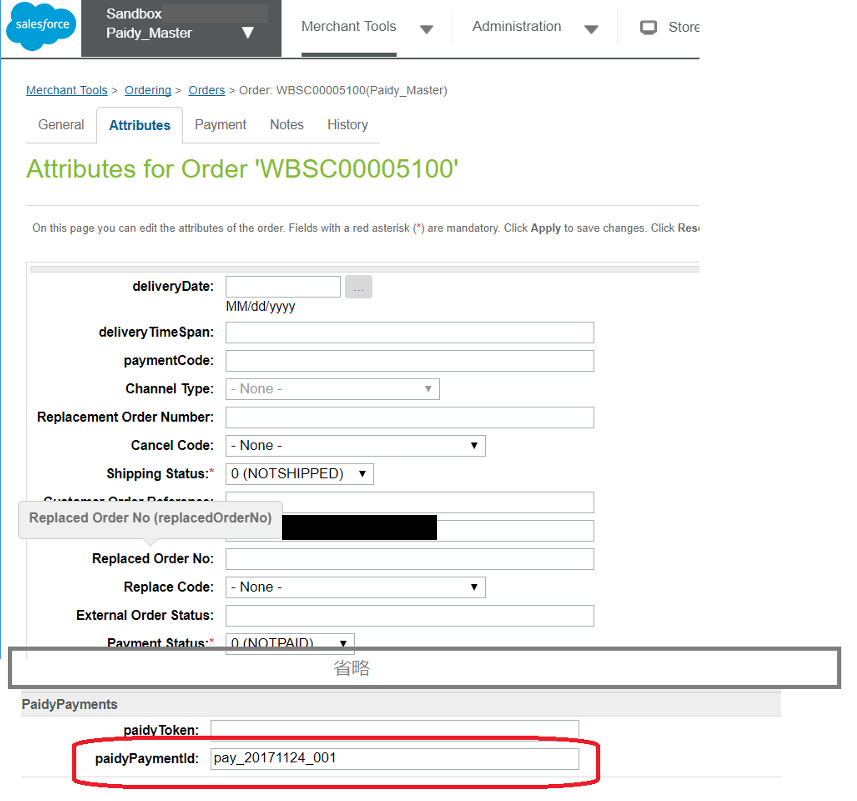 salesforce
Sandbox
Paidy_Master ▼
Merchant Tools ▼ Administration ▼ Store
Merchant Tools > Ordering > Orders > Order: WBSC00005100(Paidy_Master)
General Attributes Payment Notes History
Attributes for Order 'WBSC00005100'
On this page you can edit the attributes of the order. Fields with a red asterisk (*) are mandatory. Click Apply to save changes. Click Rese
deliveryDate: ...
MM/dd/yyyy
deliveryTimeSpan:
paymentCode:
Channel Type: - None - ▼
Replacement Order Number:
Cancel Code: - None - ▼
Shipping Status:* 0 (NOTSHIPPED) ▼
Customer Order Reference:
Replaced Order No (replacedOrderNo)
Replaced Order No:
Replace Code: - None - ▼
External Order Status:
Payment Status:* 0 (NOTPAID) ▼
省略
PaidyPayments
paidyToken:
paidyPaymentId: pay_20171124_001